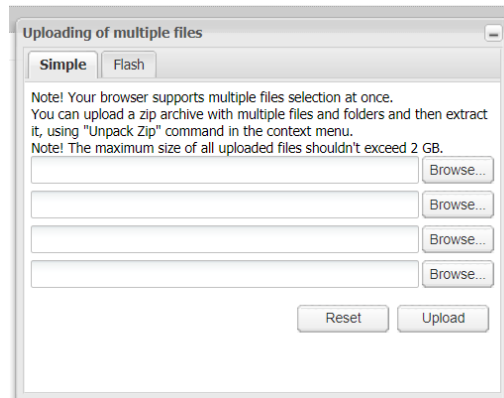 Uploading of multiple files
Simple Flash
Note! Your browser supports multiple files selection at once.
You can upload a zip archive with multiple files and folders and then extract
it, using "Unpack Zip" command in the context menu.
Note! The maximum size of all uploaded files shouldn't exceed 2 GB.
Browse...
Browse...
Browse...
Browse...
Reset Upload